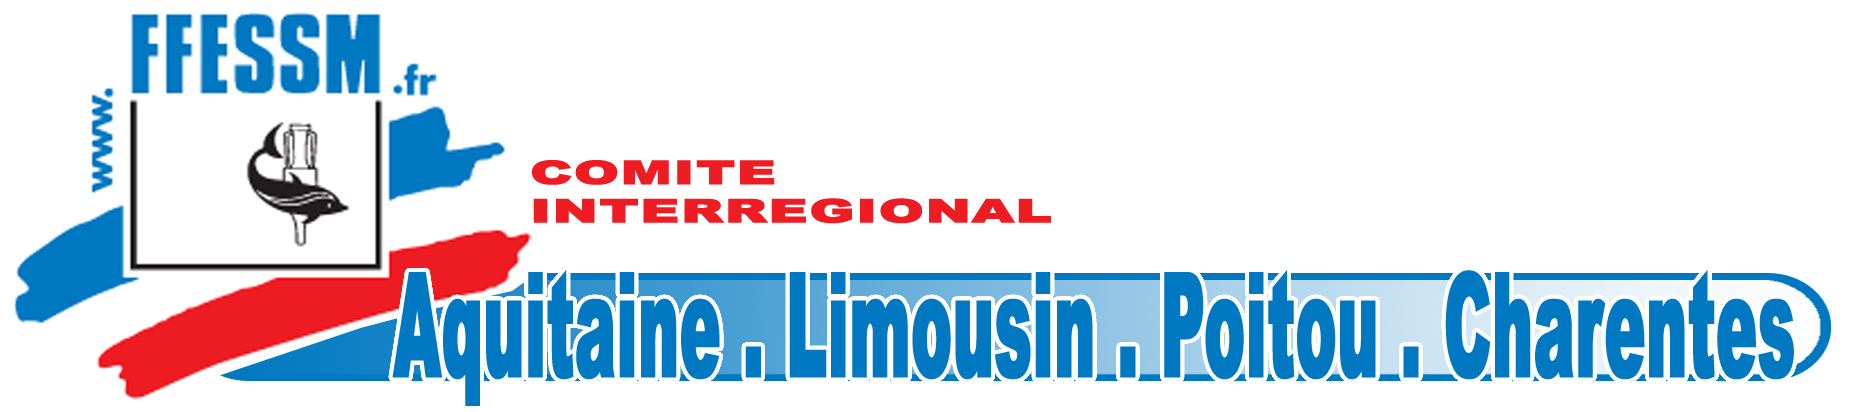 www.
FFESSM
.fr
COMITE
INTERREGIONAL
Aquitaine . Limousin . Poitou . Charentes